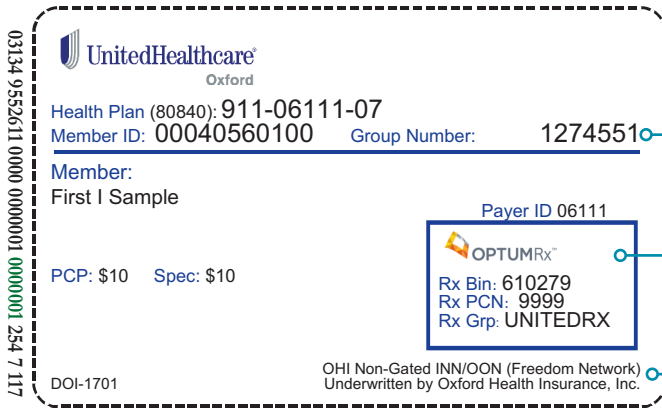 03134 9552611 0000 0000001 0000001 254 7 117
UnitedHealthcare®
Oxford
Health Plan (80840): 911-06111-07
Member ID: 00040560100 Group Number: 1274551
Member:
First I Sample
Payer ID 06111
OPTUMRx™
PCP: $10 Spec: $10
Rx Bin: 610279
Rx PCN: 9999
Rx Grp: UNITEDRX
OHI Non-Gated INN/OON (Freedom Network)
DOI-1701 Underwritten by Oxford Health Insurance, Inc.